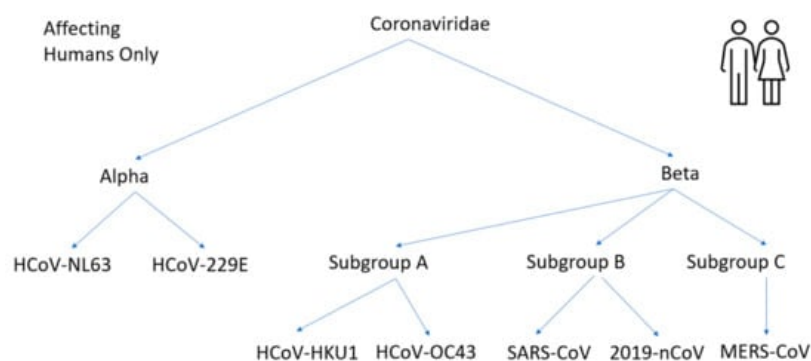 Affecting
Humans Only
Coronaviridae
Alpha
Beta
HCoV-NL63
HCoV-229E
Subgroup A
Subgroup B
Subgroup C
HCoV-HKU1
HCoV-OC43
SARS-CoV
2019-nCoV
MERS-CoV